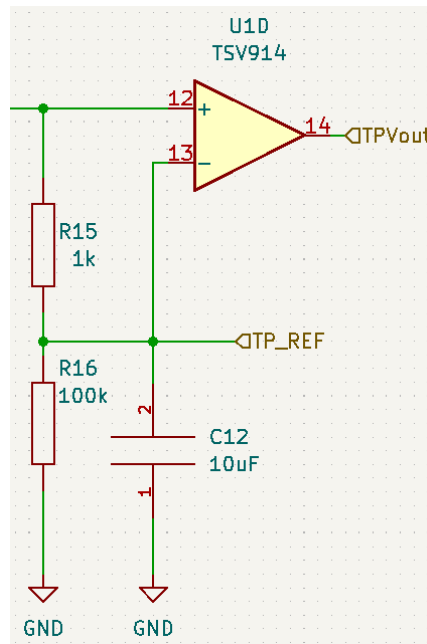 U1D
TSV914
12
+
14
TPVout
13
−
R15
1k
TP_REF
R16
100k
2
C12
10uF
1
GND
GND